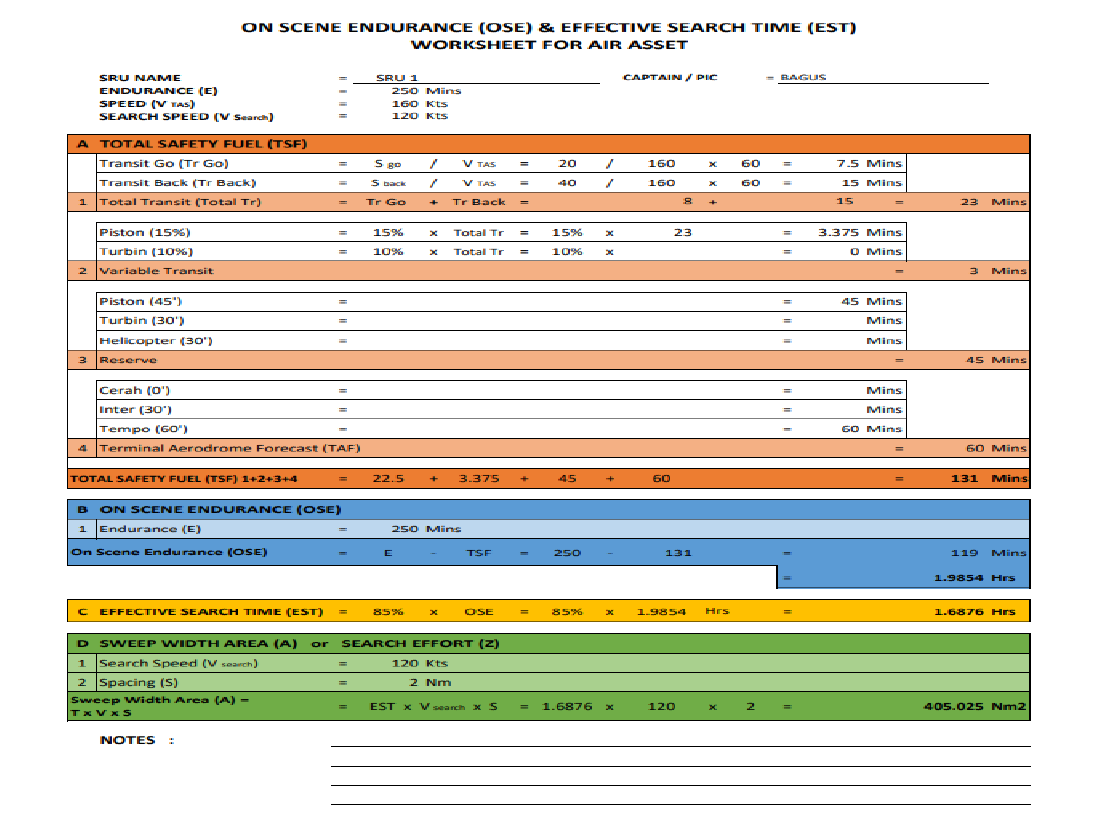 ON SCENE ENDURANCE (OSE) & EFFECTIVE SEARCH TIME (EST)
WORKSHEET FOR AIR ASSET
SRU NAME = SRU 1 CAPTAIN / PIC = BAGUS
ENDURANCE (E) = 250 Mins
SPEED (V TAS) = 160 Kts
SEARCH SPEED (V Search) = 120 Kts
A TOTAL SAFETY FUEL (TSF)
Transit Go (Tr Go) = S go / V TAS = 20 / 160 x 60 = 7.5 Mins
Transit Back (Tr Back) = S back / V TAS = 40 / 160 x 60 = 15 Mins
1 Total Transit (Total Tr) = Tr Go + Tr Back = 8 + 15 = 23 Mins
Piston (15%) = 15% x Total Tr = 15% x 23 = 3.375 Mins
Turbin (10%) = 10% x Total Tr = 10% x = 0 Mins
2 Variable Transit = 3 Mins
Piston (45') = = 45 Mins
Turbin (30') = = Mins
Helicopter (30') = = Mins
3 Reserve = 45 Mins
Cerah (0') = = Mins
Inter (30') = = Mins
Tempo (60') = = 60 Mins
4 Terminal Aerodrome Forecast (TAF) = 60 Mins
TOTAL SAFETY FUEL (TSF) 1+2+3+4 = 22.5 + 3.375 + 45 + 60 = 131 Mins
B ON SCENE ENDURANCE (OSE)
1 Endurance (E) = 250 Mins
On Scene Endurance (OSE) = E - TSF = 250 - 131 = 119 Mins
= 1.9854 Hrs
C EFFECTIVE SEARCH TIME (EST) = 85% x OSE = 85% x 1.9854 Hrs = 1.6876 Hrs
D SWEEP WIDTH AREA (A) or SEARCH EFFORT (Z)
1 Search Speed (V search) = 120 Kts
2 Spacing (S) = 2 Nm
Sweep Width Area (A) =
T x V x S = EST x V search x S = 1.6876 x 120 x 2 = 405.025 Nm2
NOTES :